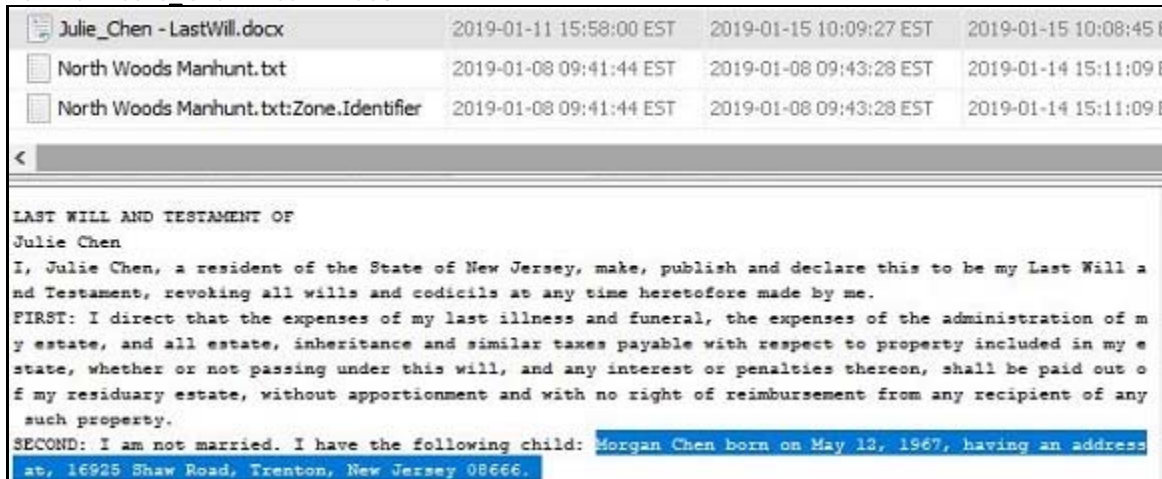 Julie_Chen - LastWill.docx 2019-01-11 15:58:00 EST 2019-01-15 10:09:27 EST 2019-01-15 10:08:45 E
North Woods Manhunt.txt 2019-01-08 09:41:44 EST 2019-01-08 09:43:28 EST 2019-01-14 15:11:09 E
North Woods Manhunt.txt:Zone.Identifier 2019-01-08 09:41:44 EST 2019-01-08 09:43:28 EST 2019-01-14 15:11:09 E
<
LAST WILL AND TESTAMENT OF
Julie Chen
I, Julie Chen, a resident of the State of New Jersey, make, publish and declare this to be my Last Will a
nd Testament, revoking all wills and codicils at any time heretofore made by me.
FIRST: I direct that the expenses of my last illness and funeral, the expenses of the administration of m
y estate, and all estate, inheritance and similar taxes payable with respect to property included in my e
state, whether or not passing under this will, and any interest or penalties thereon, shall be paid out o
f my residuary estate, without apportionment and with no right of reimbursement from any recipient of any
such property.
SECOND: I am not married. I have the following child: Morgan Chen born on May 12, 1967, having an address
at, 16925 Shaw Road, Trenton, New Jersey 08666.